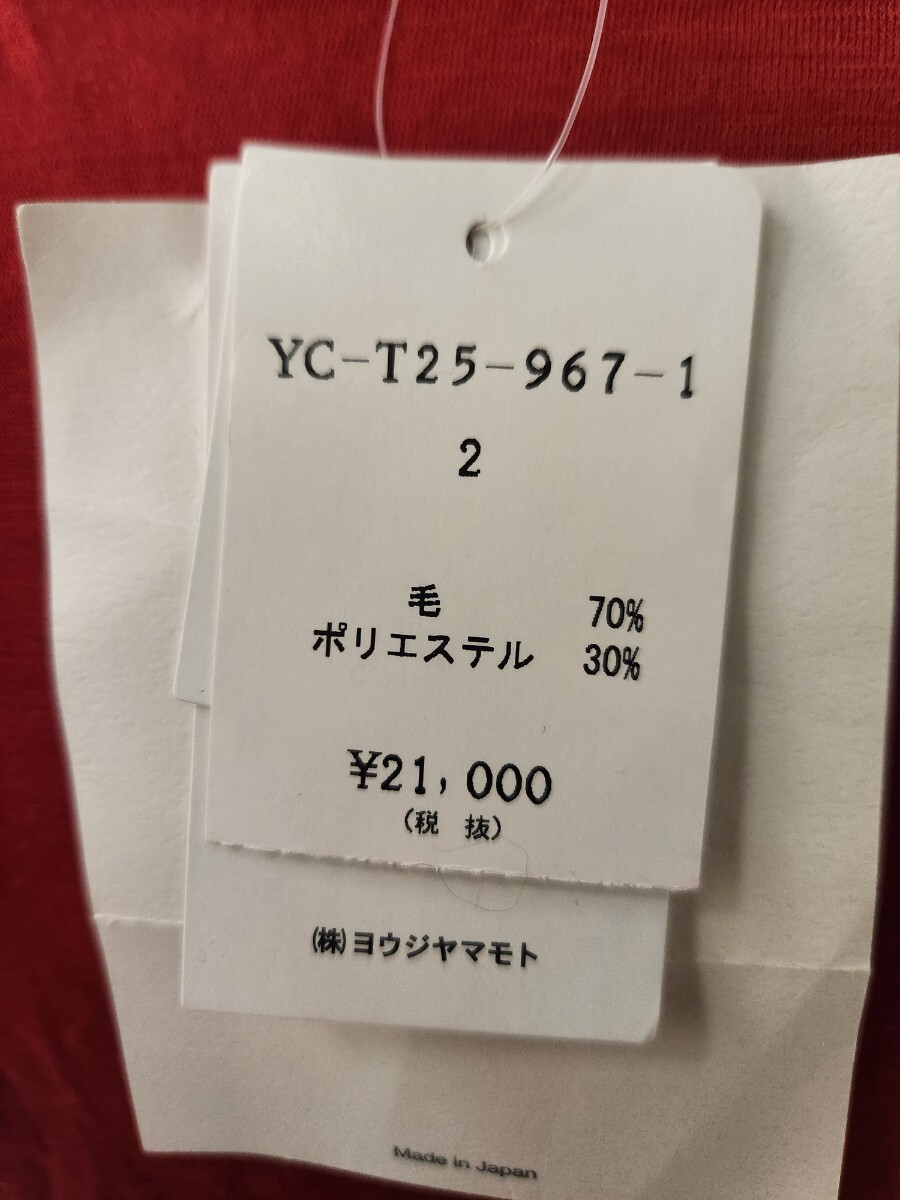 YC-T25-967-1
2
毛 70%
ポリエステル 30%
¥21,000
(税 抜)
(株)ヨウジヤマモト
Made in Japan